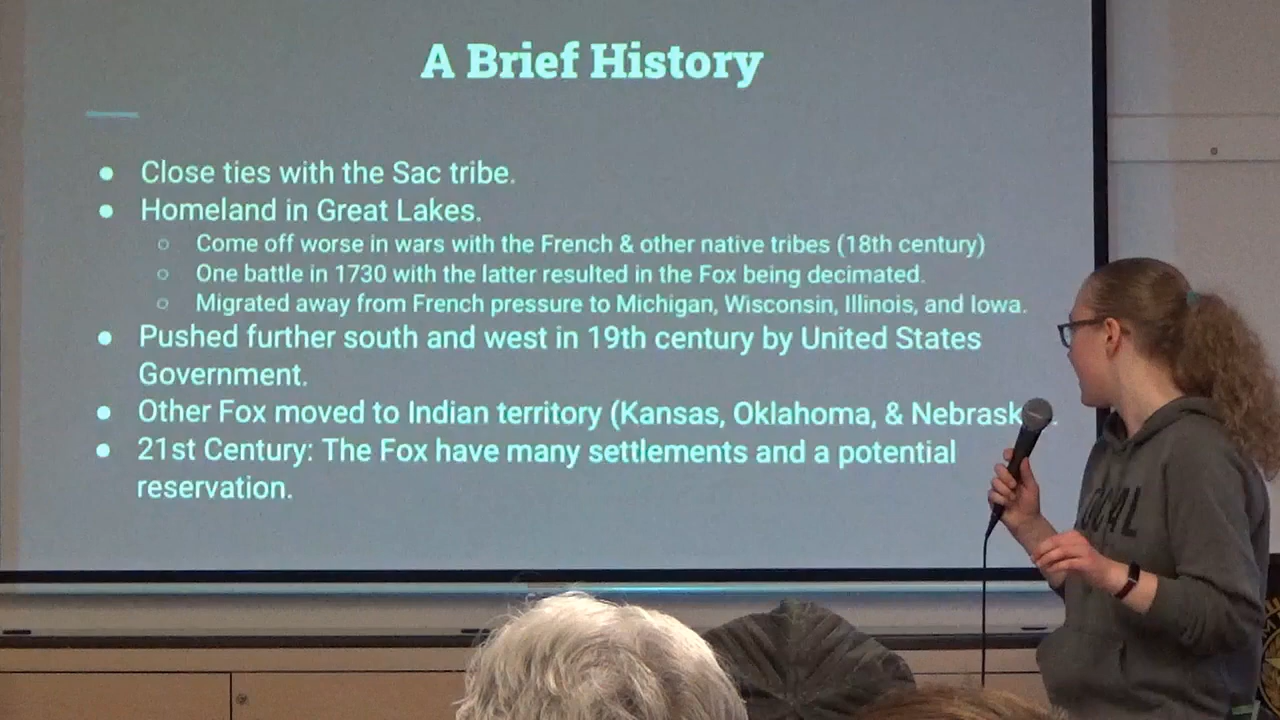 A Brief History
● Close ties with the Sac tribe.
● Homeland in Great Lakes.
○ Come off worse in wars with the French & other native tribes (18th century)
○ One battle in 1730 with the latter resulted in the Fox being decimated.
○ Migrated away from French pressure to Michigan, Wisconsin, Illinois, and Iowa.
● Pushed further south and west in 19th century by United States
Government.
● Other Fox moved to Indian territory (Kansas, Oklahoma, &
● 21st Century: The Fox have many settlements and a potential
reservation.